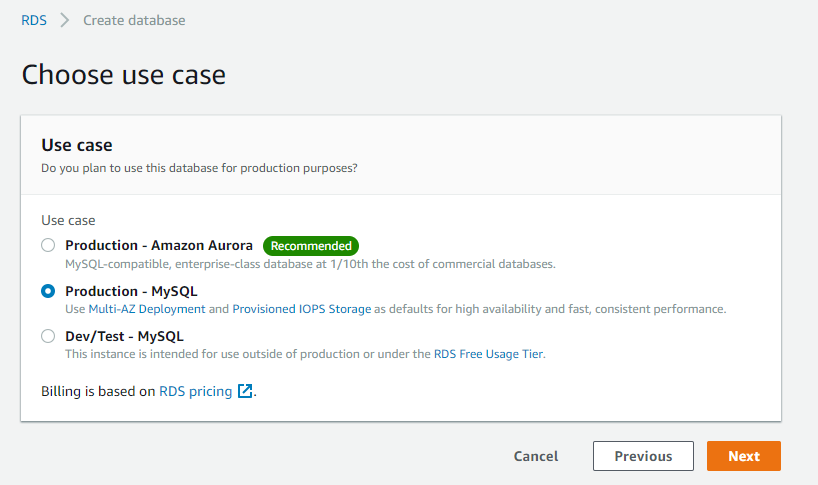 RDS > Create database
Choose use case
Use case
Do you plan to use this database for production purposes?
Use case
Production - Amazon Aurora Recommended
MySQL-compatible, enterprise-class database at 1/10th the cost of commercial databases.
Production - MySQL
Use Multi-AZ Deployment and Provisioned IOPS Storage as defaults for high availability and fast, consistent performance.
Dev/Test - MySQL
This instance is intended for use outside of production or under the RDS Free Usage Tier.
Billing is based on RDS pricing .
Cancel Previous Next